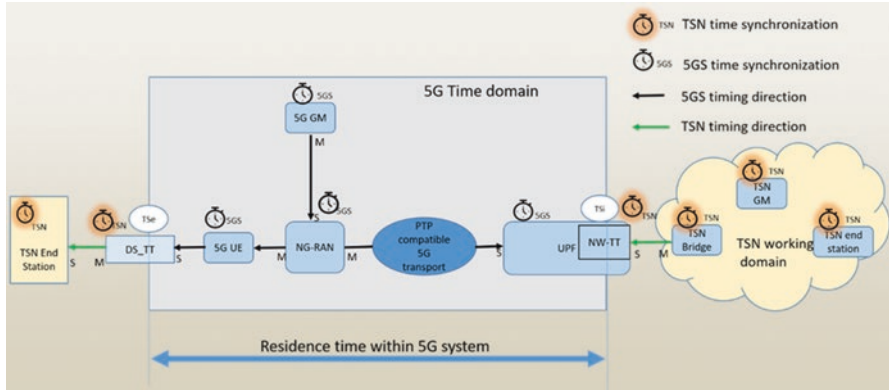 TSN TSN time synchronization
5GS 5GS time synchronization
5GS timing direction
TSN timing direction
5G Time domain
5GS
5G GM
M
S
5GS
TSN
TSN End
Station
S
TSN
M
TSe
DS_TT
S
5GS
5G UE
M
NG-RAN
M
PTP
compatible
5G
transport
5GS
S
UPF
TSi
NW-TT
TSN
S
M
TSN
TSN
Bridge
TSN
TSN
GM
TSN
TSN end
station
TSN working
domain
Residence time within 5G system